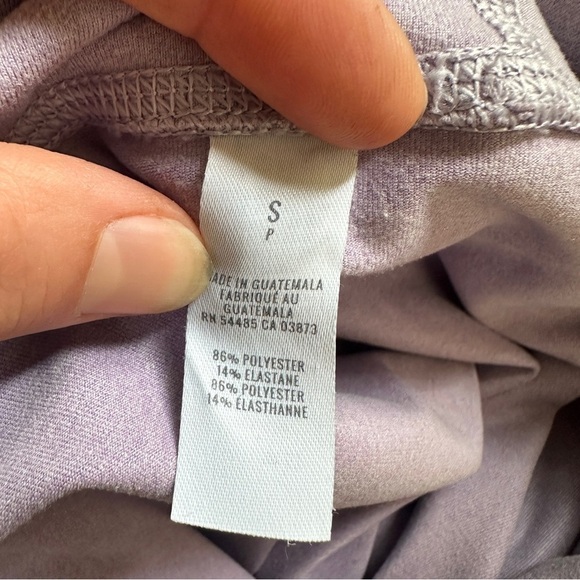 S
P
ADE IN GUATEMALA
FABRIQUÉ AU
GUATEMALA
RN 54485 CA 03873
86% POLYESTER
14% ELASTANE
86% POLYESTER
14% ÉLASTHANNE